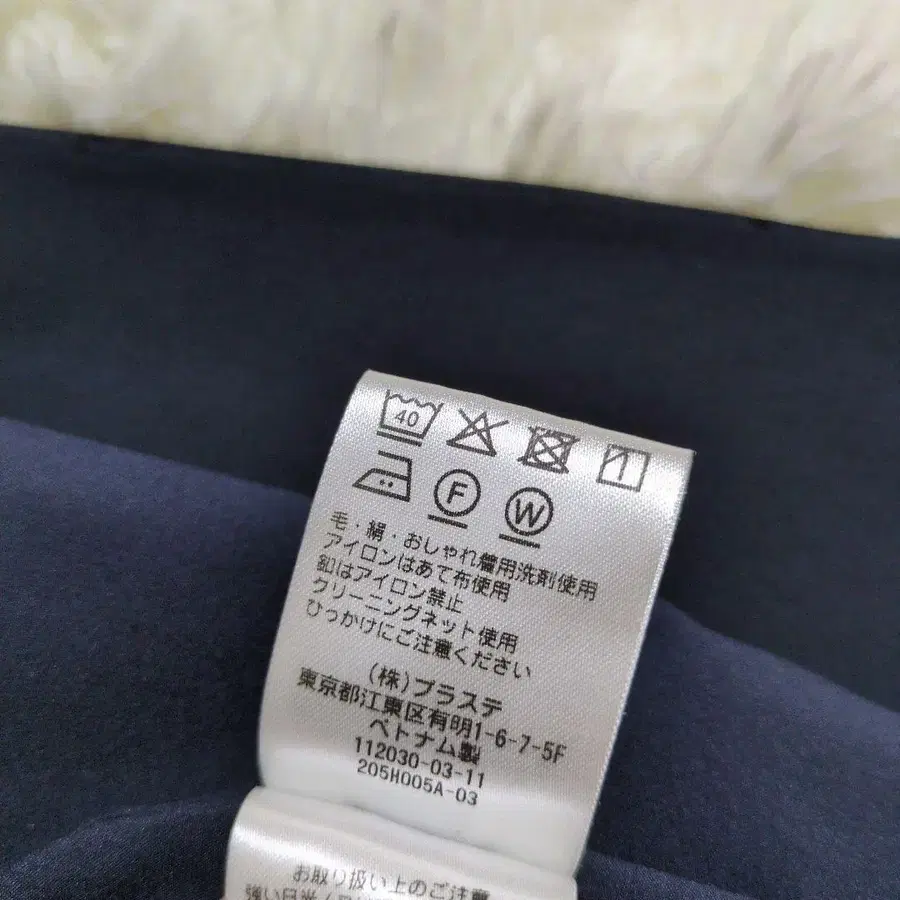 40
F W
毛・絹・おしゃれ着用洗剤使用
アイロンはあて布使用
釦はアイロン禁止
クリーニングネット使用
ひっかけにご注意ください
(株)プラステ
東京都江東区有明1-6-7-5F
ベトナム製
112030-03-11
205H005A-03
お取り扱い上のご注意
強い日光/